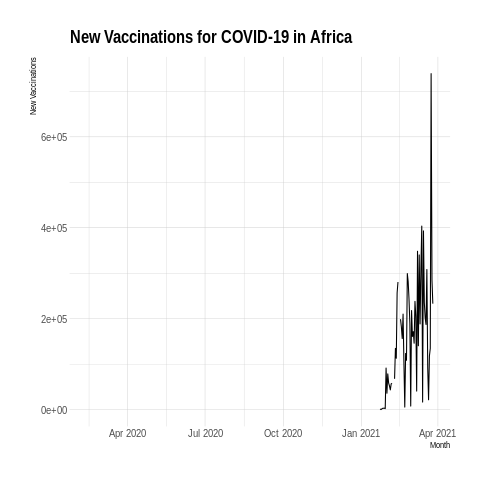 New Vaccinations for COVID-19 in Africa
New Vaccinations
6e+05
4e+05
2e+05
0e+00
Apr 2020 Jul 2020 Oct 2020 Jan 2021 Apr 2021
Month